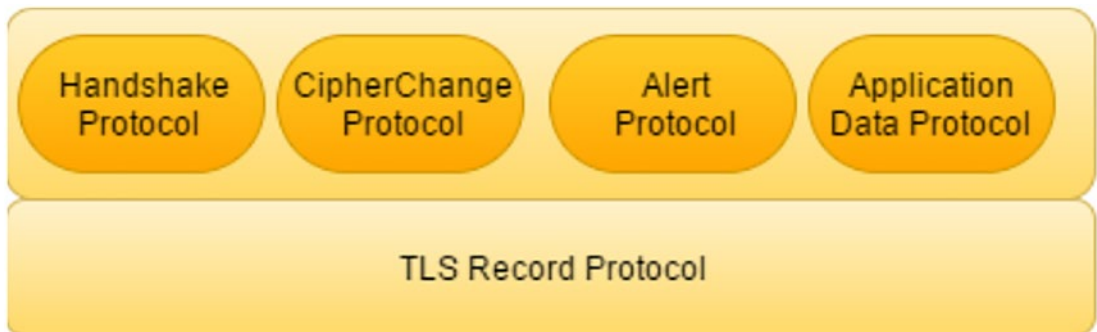 Handshake
Protocol
CipherChange
Protocol
Alert
Protocol
Application
Data Protocol
TLS Record Protocol